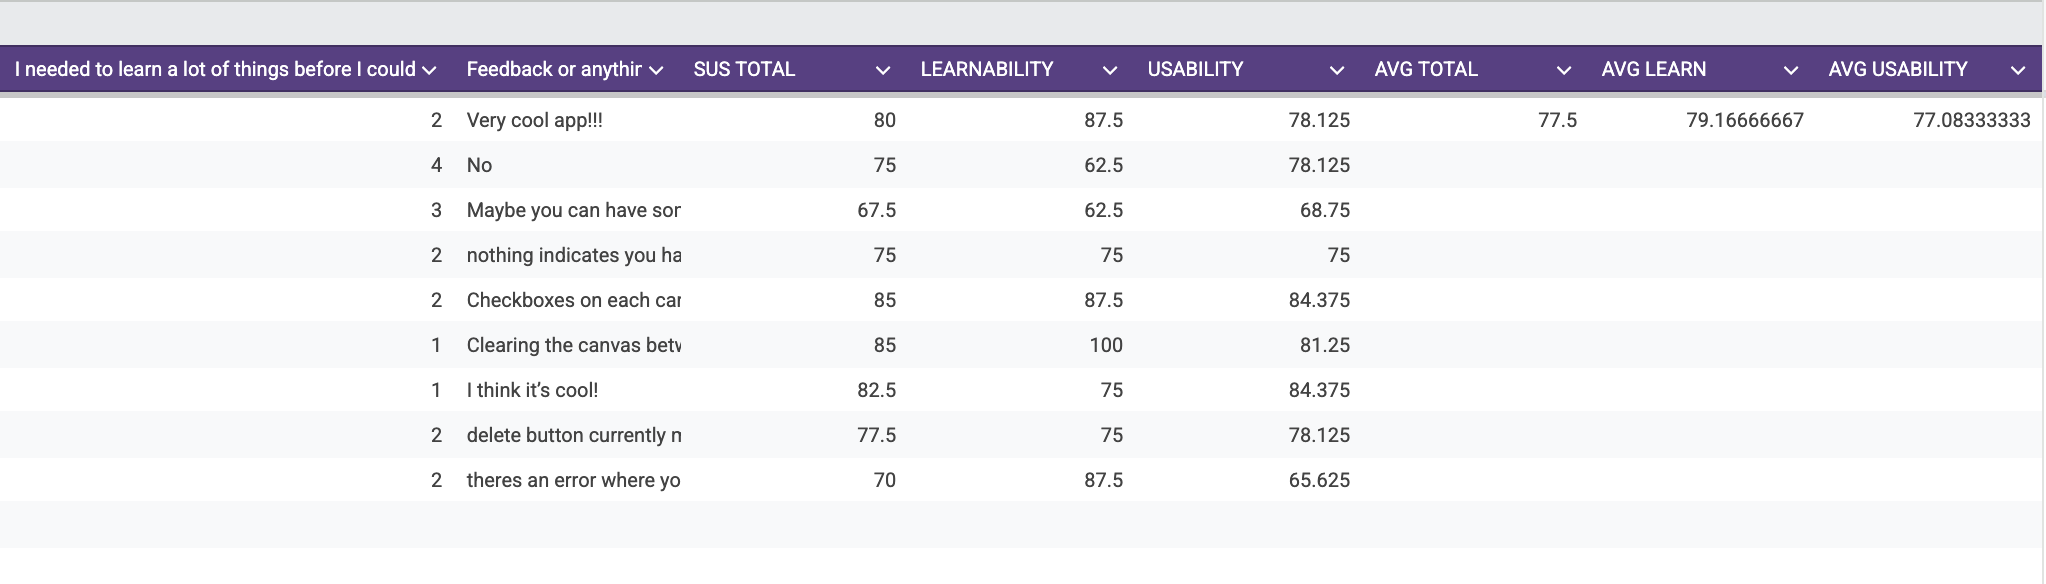 I needed to learn a lot of things before I could Feedback or anythin SUS TOTAL LEARNABILITY USABILITY AVG TOTAL AVG LEARN AVG USABILITY
2 Very cool app!!! 80 87.5 78.125 77.5 79.16666667 77.08333333
4 No 75 62.5 78.125
3 Maybe you can have 67.5 62.5 68.75
2 nothing indicates you ha 75 75 75
2 Checkboxes on each 85 87.5 84.375
1 Clearing the canvas 85 100 81.25
1 I think it’s cool! 82.5 75 84.375
2 delete button currently 77.5 75 78.125
2 theres an error where yo 70 87.5 65.625